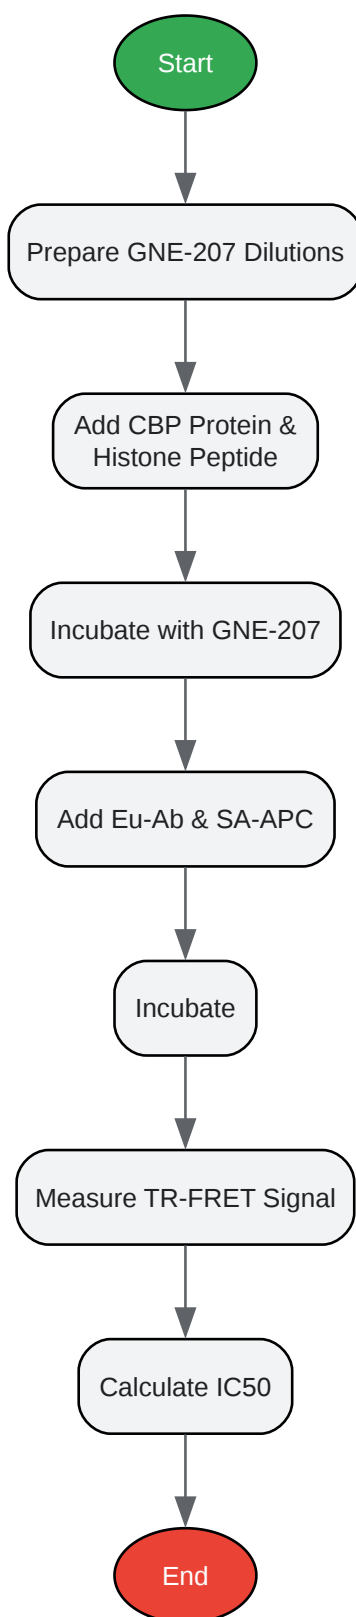 Start
Prepare GNE-207 Dilutions
Add CBP Protein &
Histone Peptide
Incubate with GNE-207
Add Eu-Ab & SA-APC
Incubate
Measure TR-FRET Signal
Calculate IC50
End